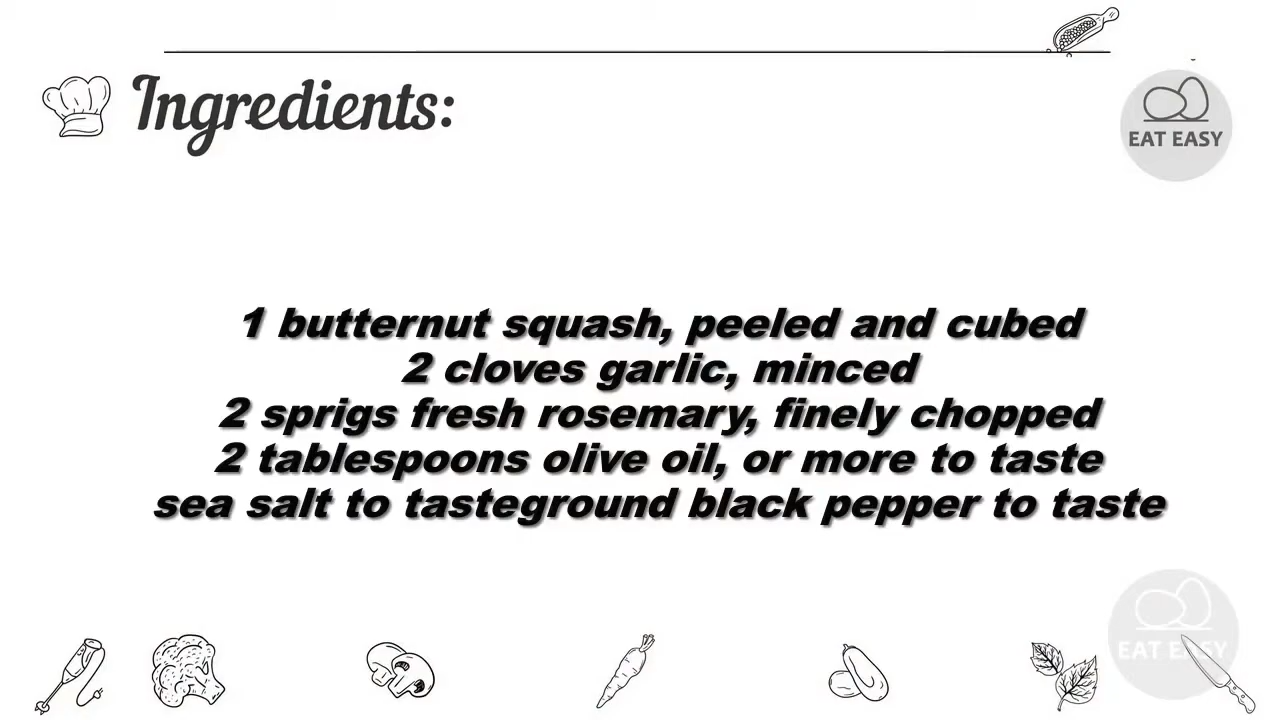 Ingredients:
EAT EASY
1 butternut squash, peeled and cubed
2 cloves garlic, minced
2 sprigs fresh rosemary, finely chopped
2 tablespoons olive oil, or more to taste
sea salt to tasteground black pepper to taste
EAT EASY